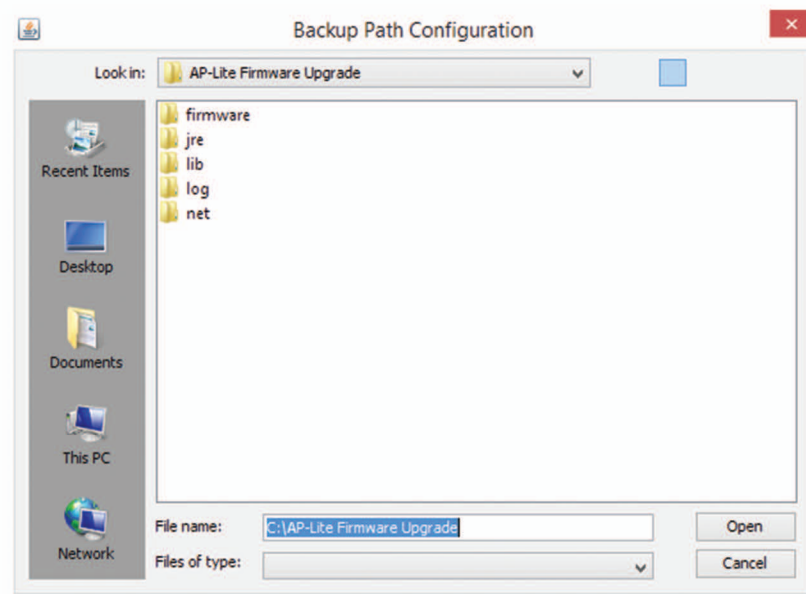 Backup Path Configuration
Look in: AP-Lite Firmware Upgrade
firmware
jre
lib
log
net
Recent Items
Desktop
Documents
This PC
Network
File name: C:\AP-Lite Firmware Upgrade Open
Files of type: Cancel